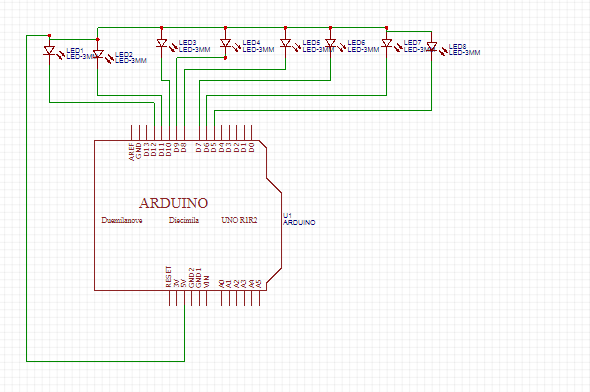 LED1
LED-3MM
LED2
LED-3MM
LED3
LED-3MM
LED4
LED-3MM
LED5
LED-3MM
LED6
LED-3MM
LED7
LED-3MM
LED8
LED-3MM
AREF
GND
D13
D12
D11
D10
D9
D8
D7
D6
D5
D4
D3
D2
D1
D0
ARDUINO
Duemilanove Diecimila UNO R1R2
U1
ARDUINO
RESET
3V
5V
GND2
GND1
VIN
A0
A1
A2
A3
A4
A5